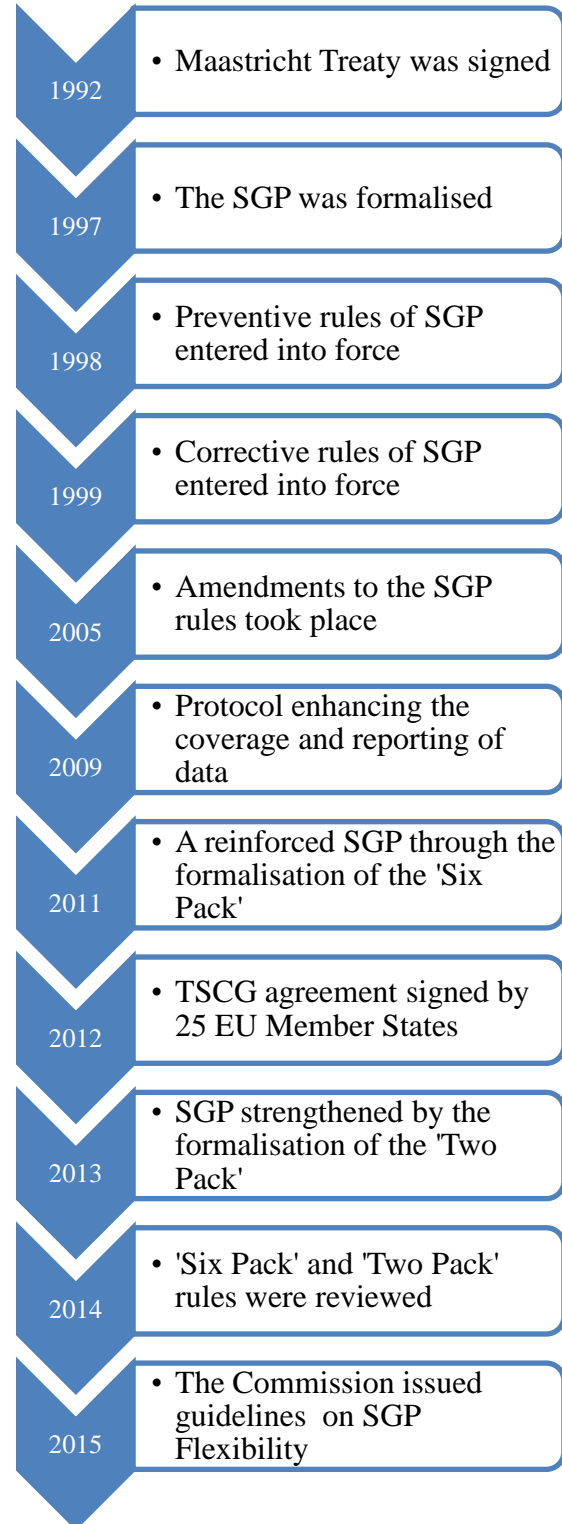 1992
• Maastricht Treaty was signed
1997
• The SGP was formalised
1998
• Preventive rules of SGP
entered into force
1999
• Corrective rules of SGP
entered into force
2005
• Amendments to the SGP
rules took place
2009
• Protocol enhancing the
coverage and reporting of
data
2011
• A reinforced SGP through the
formalisation of the 'Six
Pack'
2012
• TSCG agreement signed by
25 EU Member States
2013
• SGP strengthened by the
formalisation of the 'Two
Pack'
2014
• 'Six Pack' and 'Two Pack'
rules were reviewed
2015
• The Commission issued
guidelines on SGP
Flexibility